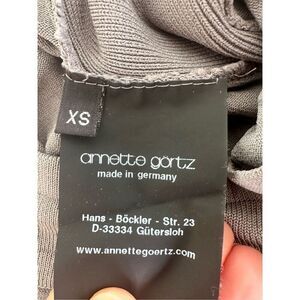 XS
annette görtz
made in germany
Hans - Böckler - Str. 23
D-33334 Gütersloh
www.annettegoertz.com